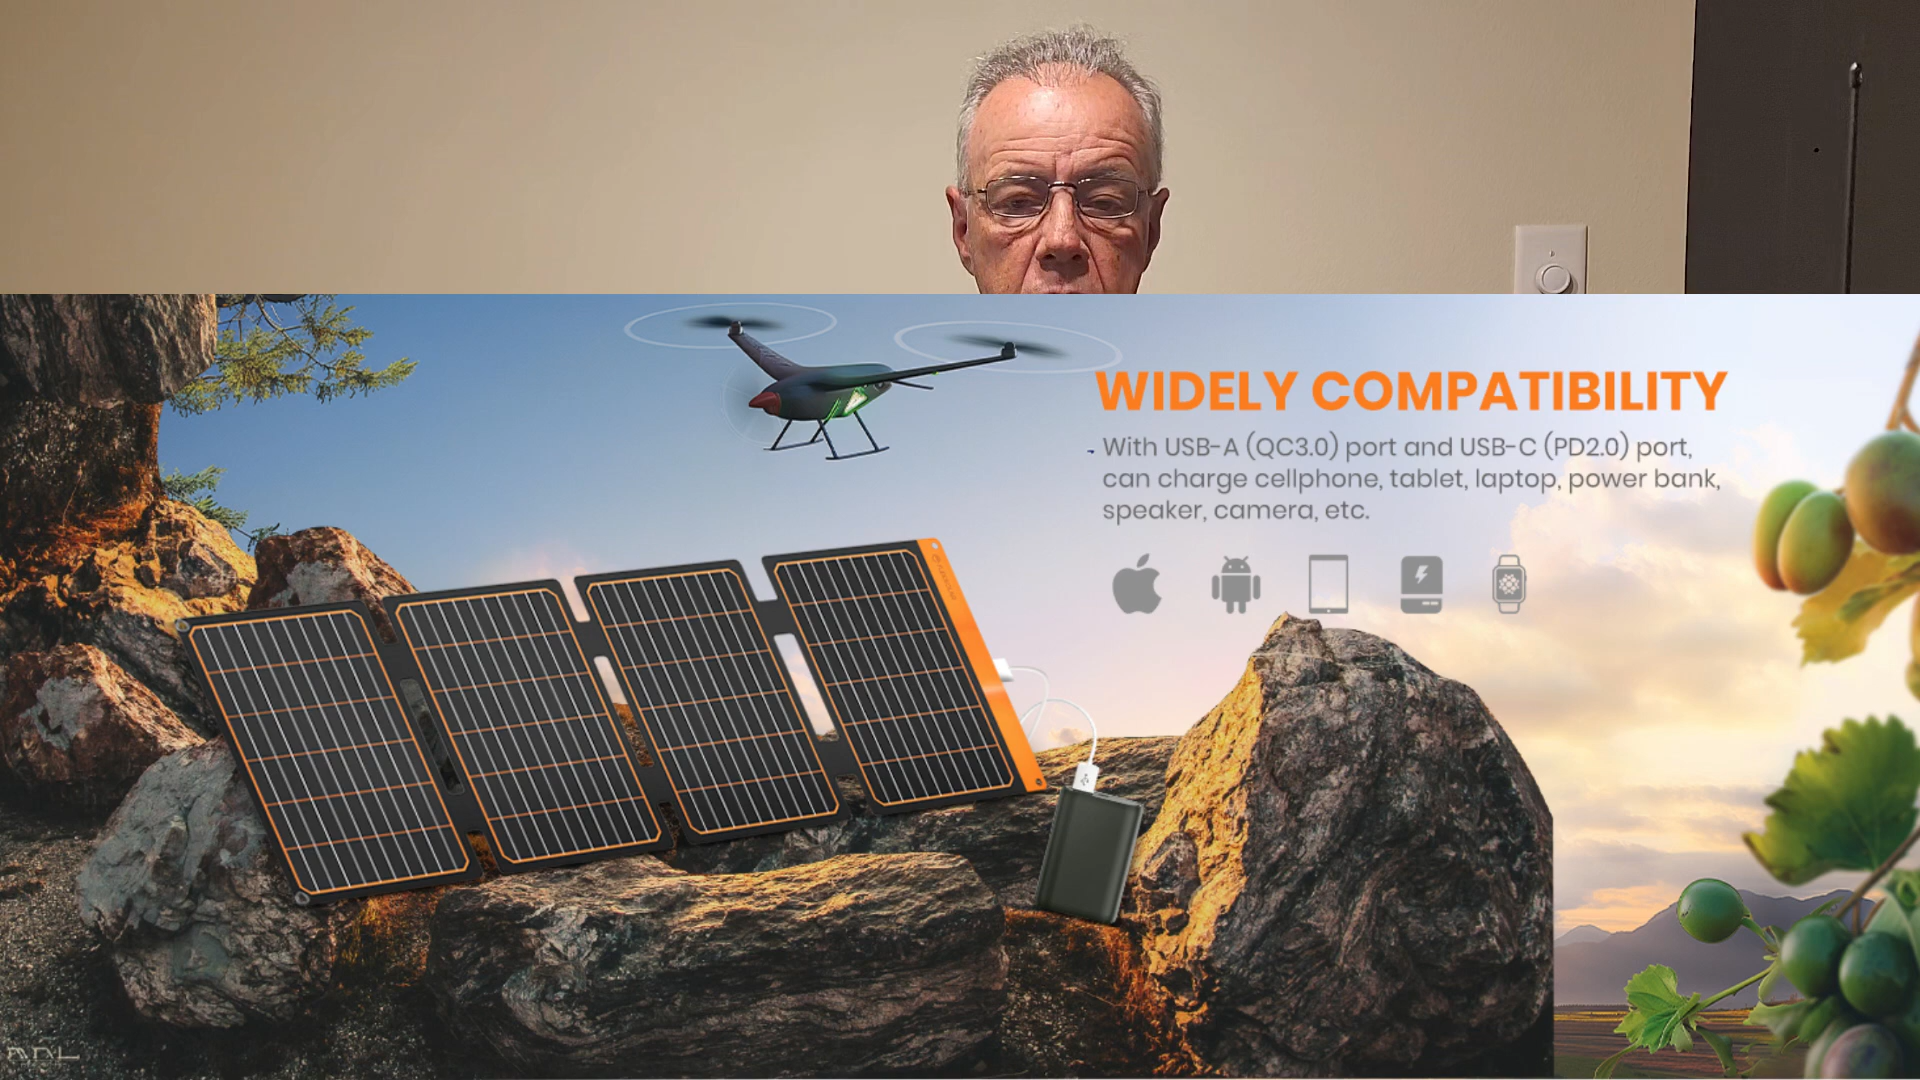 WIDELY COMPATIBILITY
With USB-A (QC3.0) port and USB-C (PD2.0) port,
can charge cellphone, tablet, laptop, power bank,
speaker, camera, etc.